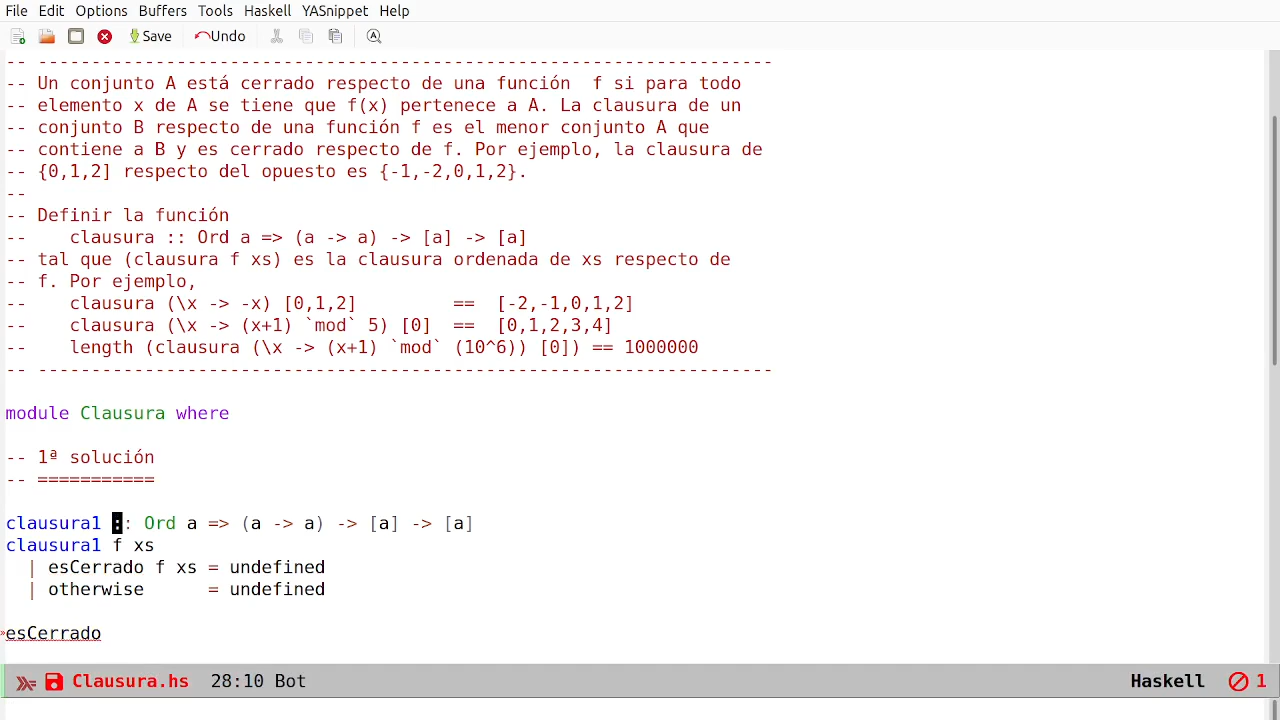 File Edit Options Buffers Tools Haskell YASnippet Help
Save Undo
-- ---------------------------------------------------------------------
-- Un conjunto A está cerrado respecto de una función  f si para todo
-- elemento x de A se tiene que f(x) pertenece a A. La clausura de un
-- conjunto B respecto de una función f es el menor conjunto A que
-- contiene a B y es cerrado respecto de f. Por ejemplo, la clausura de
-- {0,1,2] respecto del opuesto es {-1,-2,0,1,2}.
--
-- Definir la función
--    clausura :: Ord a => (a -> a) -> [a] -> [a]
-- tal que (clausura f xs) es la clausura ordenada de xs respecto de
-- f. Por ejemplo,
--    clausura (\x -> -x) [0,1,2]         ==  [-2,-1,0,1,2]
--    clausura (\x -> (x+1) `mod` 5) [0]  ==  [0,1,2,3,4]
--    length (clausura (\x -> (x+1) `mod` (10^6)) [0]) == 1000000
-- ---------------------------------------------------------------------
module Clausura where
-- 1ª solución
-- ===========
clausura1 :: Ord a => (a -> a) -> [a] -> [a]
clausura1 f xs
  | esCerrado f xs = undefined
  | otherwise      = undefined
»esCerrado
Clausura.hs 28:10 Bot Haskell 1